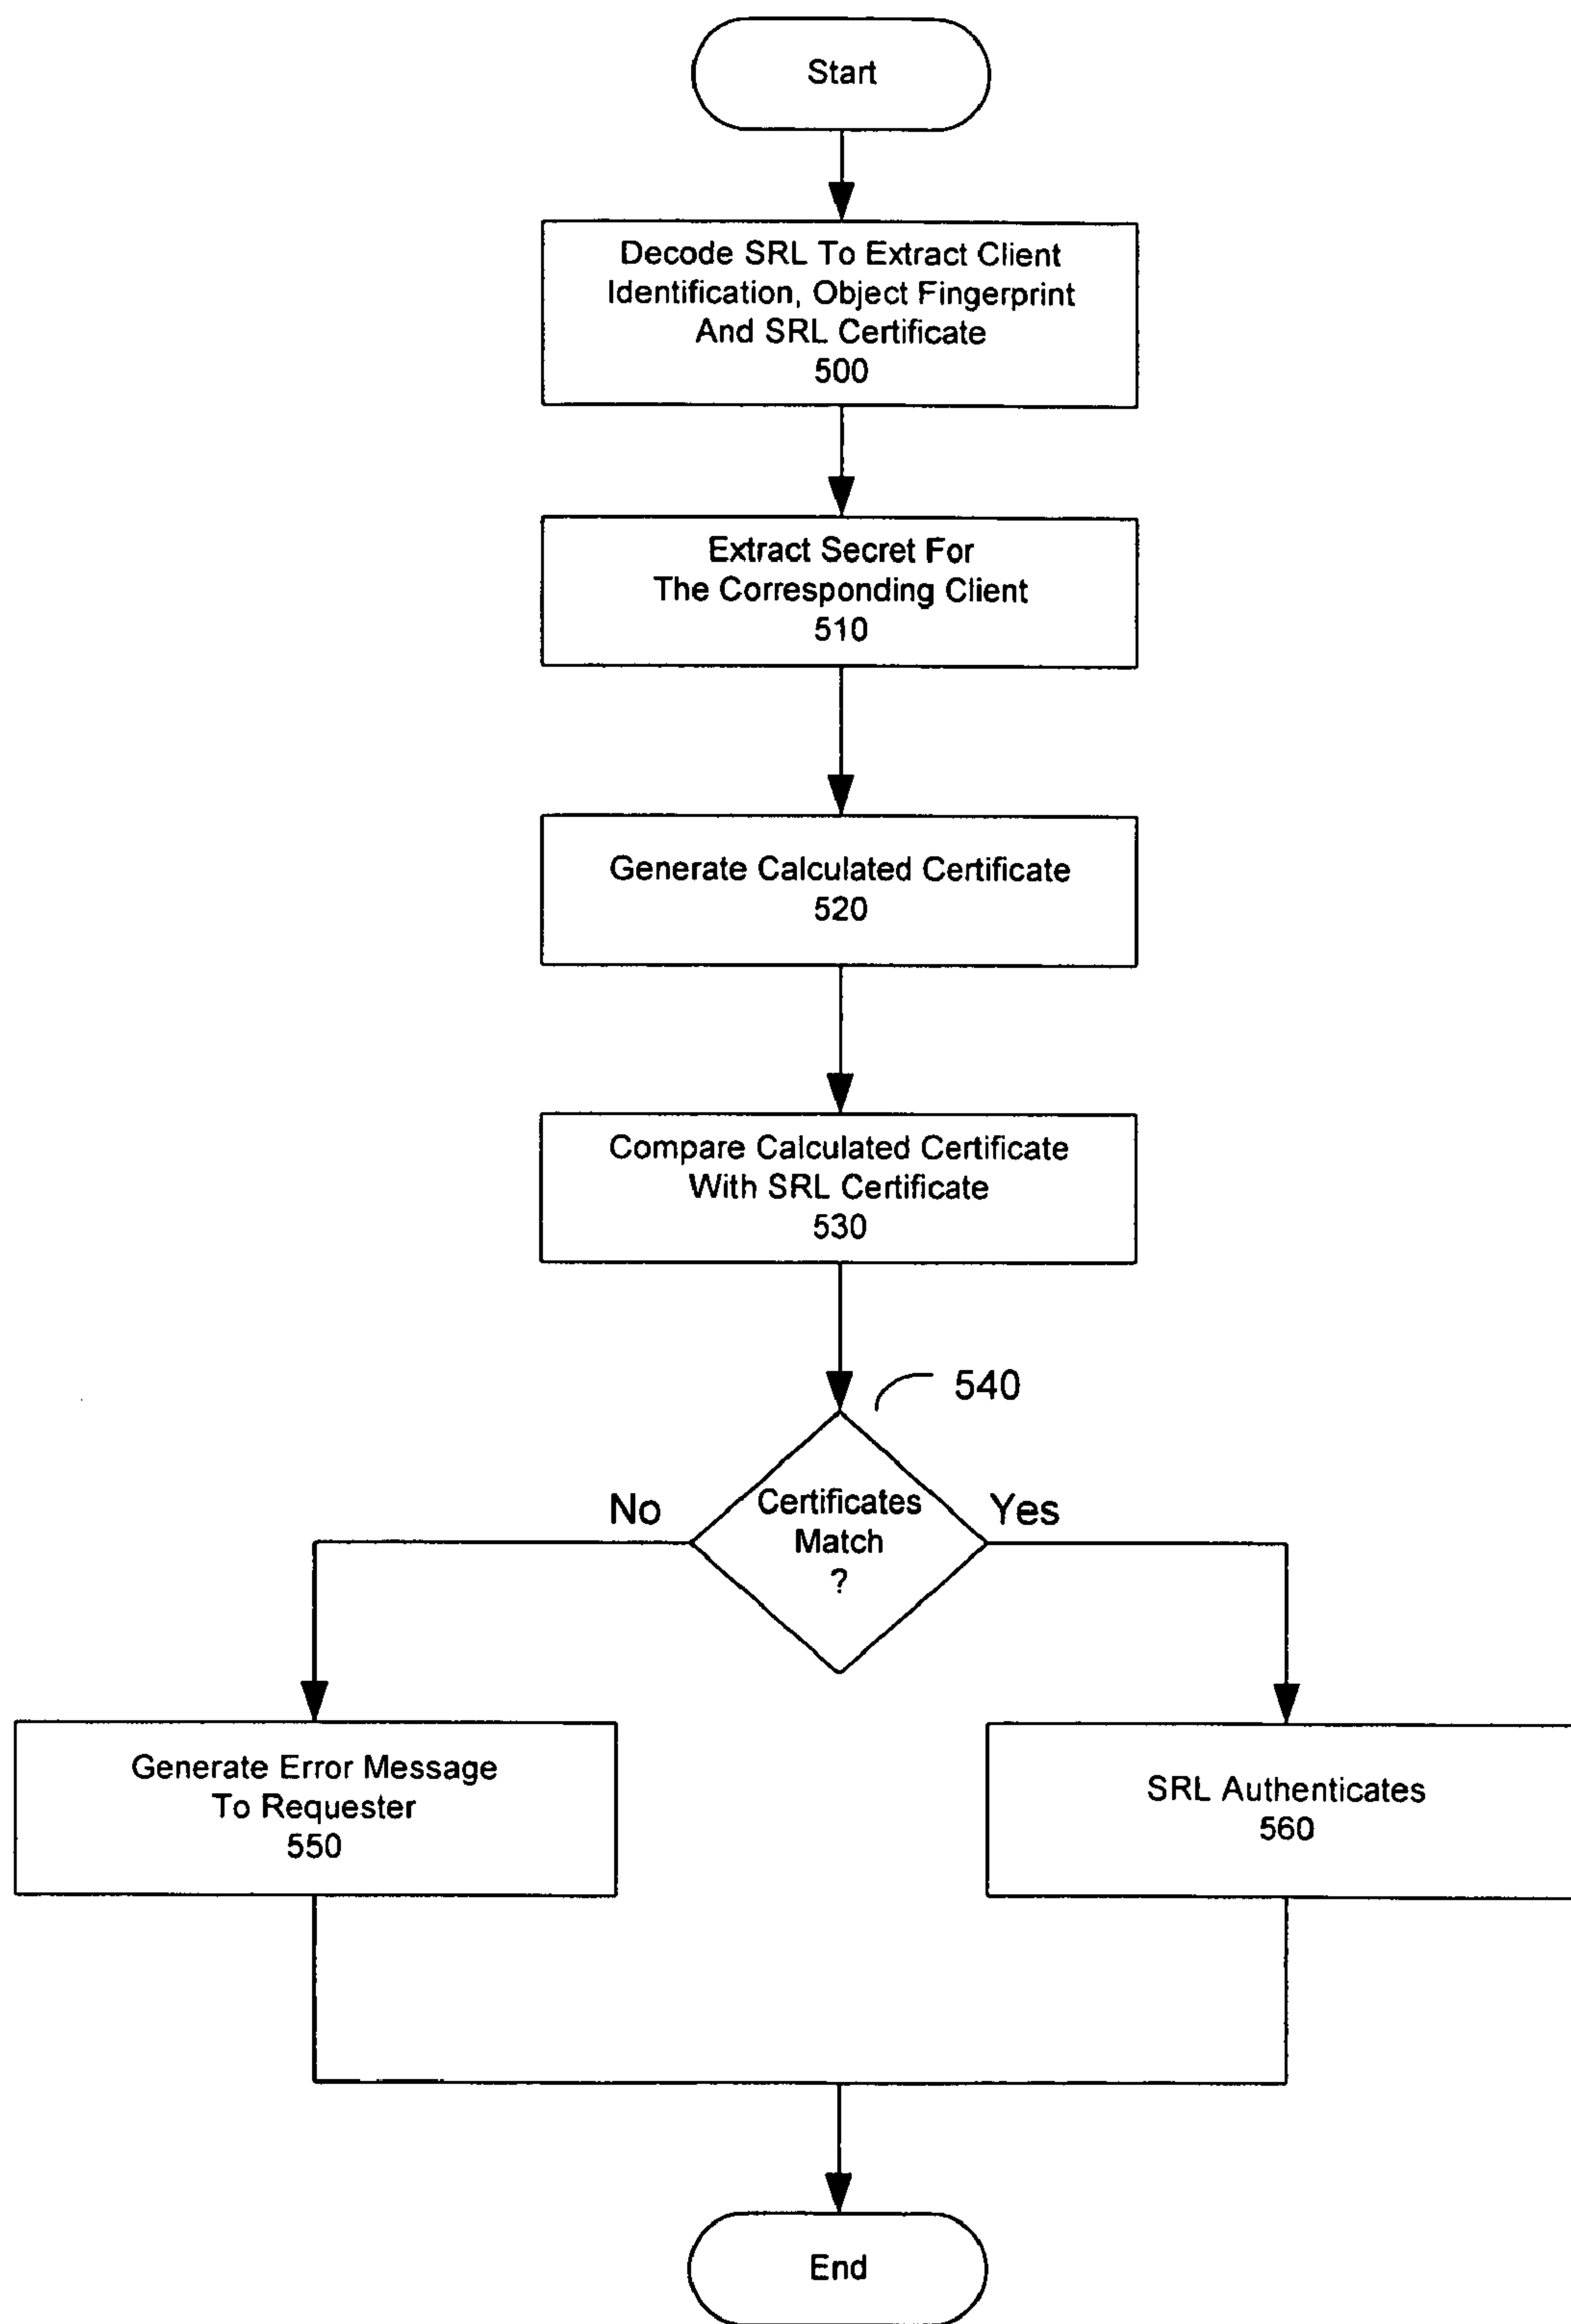 Start
Decode SRL To Extract Client
Identification, Object Fingerprint
And SRL Certificate
500
Extract Secret For
The Corresponding Client
510
Generate Calculated Certificate
520
Compare Calculated Certificate
With SRL Certificate
530
540
Certificates
Match
?
No
Yes
Generate Error Message
To Requester
550
SRL Authenticates
560
End